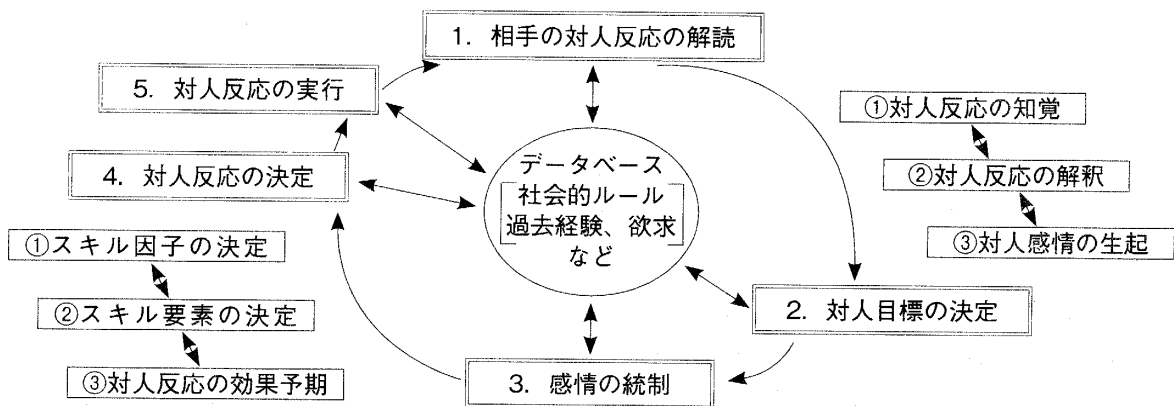 1. 相手の対人反応の解読
5. 対人反応の実行
①対人反応の知覚
4. 対人反応の決定
データベース
社会的ルール
過去経験、欲求
など
②対人反応の解釈
③対人感情の生起
①スキル因子の決定
②スキル要素の決定
2. 対人目標の決定
③対人反応の効果予期
3. 感情の統制